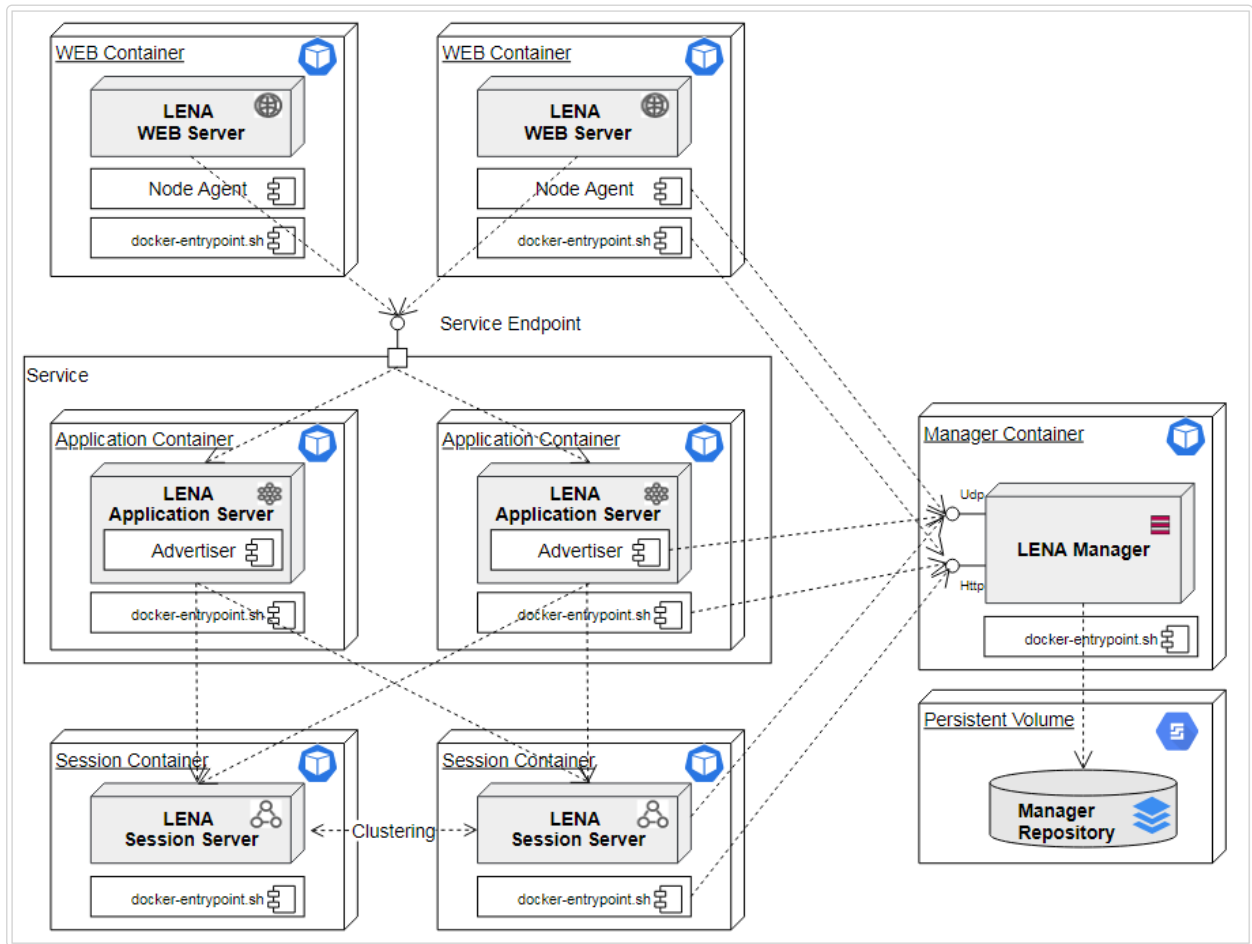 WEB Container
LENA
WEB Server
Node Agent
docker-entrypoint.sh
WEB Container
LENA
WEB Server
Node Agent
docker-entrypoint.sh
Service Endpoint
Service
Application Container
LENA
Application Server
Advertiser
docker-entrypoint.sh
Application Container
LENA
Application Server
Advertiser
docker-entrypoint.sh
Manager Container
Udp
LENA Manager
Http
docker-entrypoint.sh
Session Container
LENA
Session Server
docker-entrypoint.sh
Clustering
Session Container
LENA
Session Server
docker-entrypoint.sh
Persistent Volume
Manager
Repository